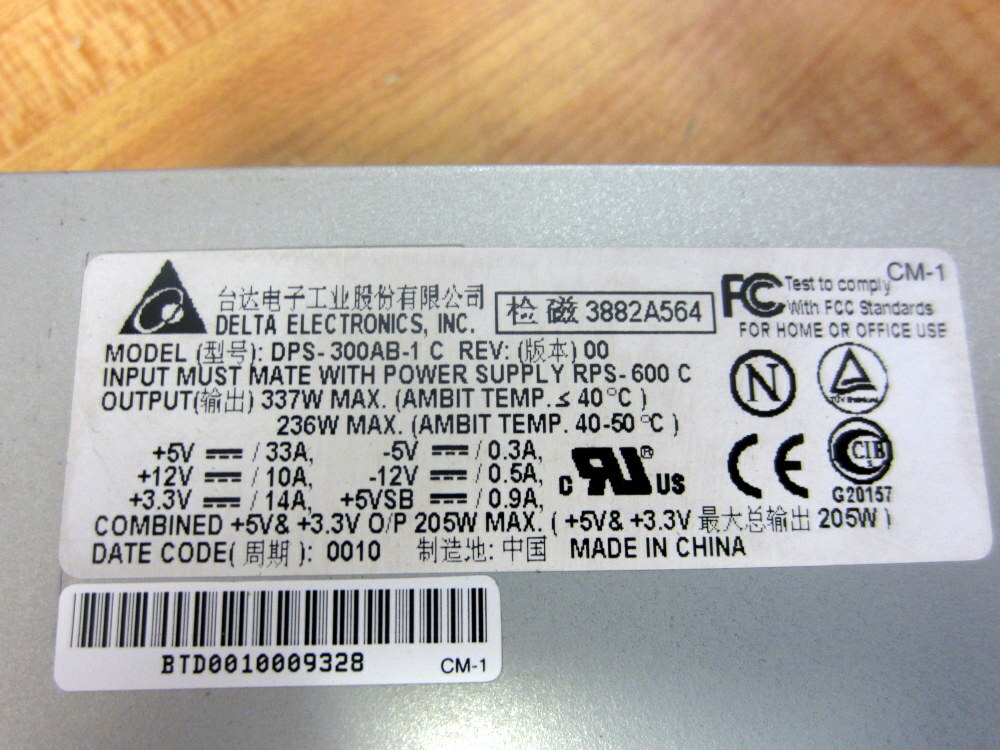 台达电子工业股份有限公司
DELTA ELECTRONICS, INC.
检磁 3882A564
FC Test to comply CM-1
With FCC Standards
FOR HOME OR OFFICE USE
MODEL (型号): DPS-300AB-1 C REV: (版本) 00
INPUT MUST MATE WITH POWER SUPPLY RPS-600 C
OUTPUT(输出) 337W MAX. (AMBIT TEMP. ≤ 40°C )
236W MAX. (AMBIT TEMP. 40-50 °C )
+5V ⎓ / 33A, -5V ⎓ / 0.3A,
+12V ⎓ / 10A, -12V ⎓ / 0.5A,
+3.3V ⎓ / 14A, +5VSB ⎓ / 0.9A,
C RU ® US
N
CE
CIB
G20157
COMBINED +5V& +3.3V O/P 205W MAX. ( +5V& +3.3V 最大总输出 205W )
DATE CODE( 周期 ): 0010 制造地: 中国 MADE IN CHINA
BTD0010009328 CM-1